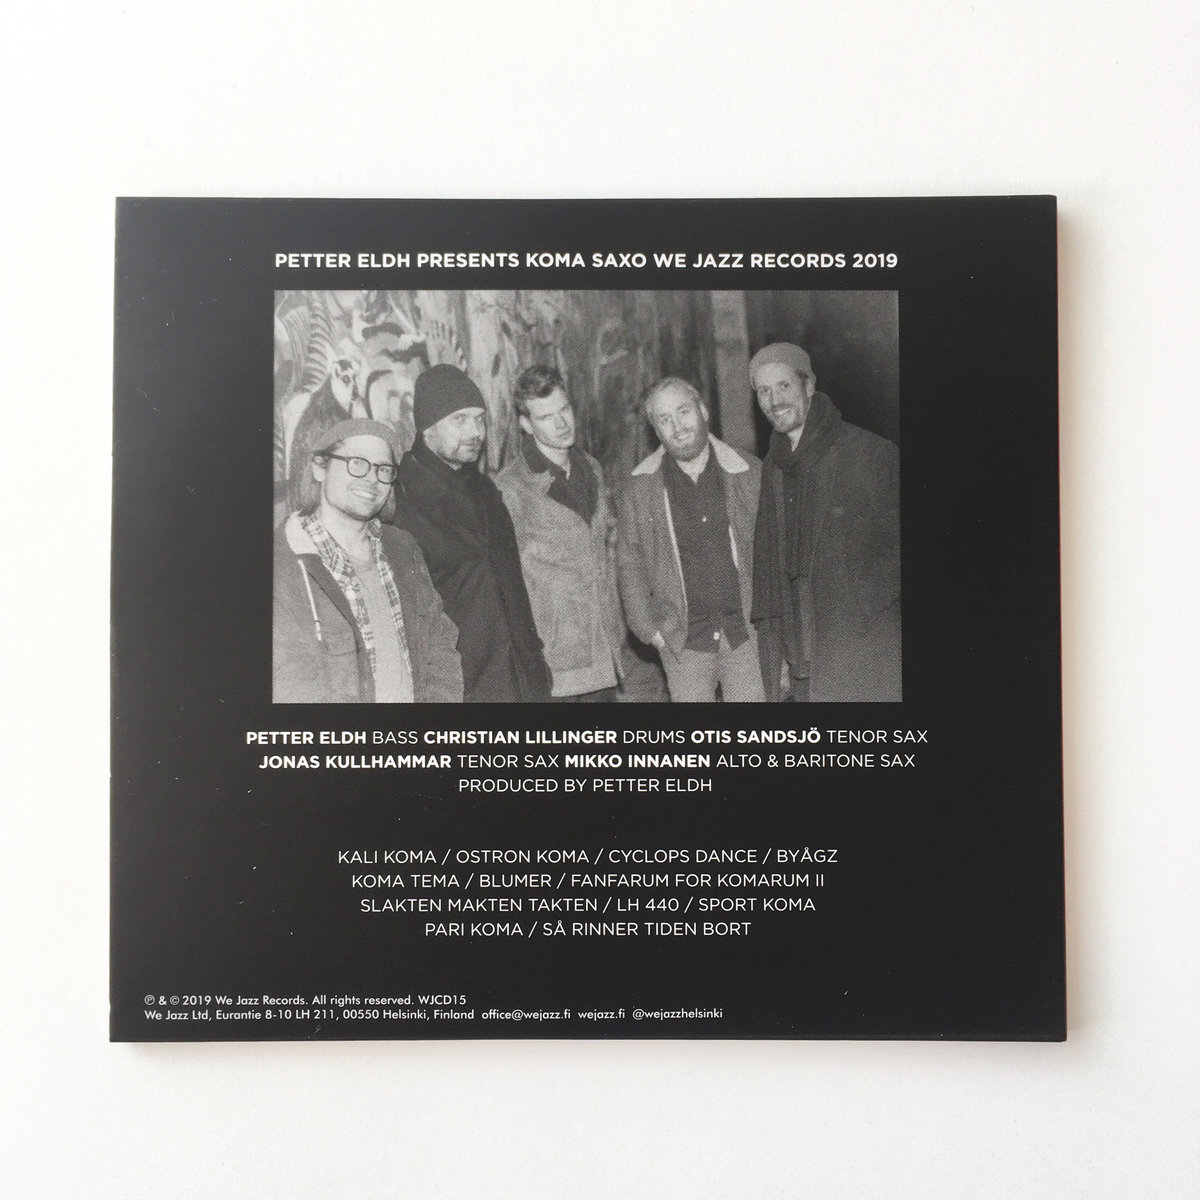 PETTER ELDH PRESENTS KOMA SAXO WE JAZZ RECORDS 2019
PETTER ELDH BASS CHRISTIAN LILLINGER DRUMS OTIS SANDSJÖ TENOR SAX
JONAS KULLHAMMAR TENOR SAX MIKKO INNANEN ALTO & BARITONE SAX
PRODUCED BY PETTER ELDH
KALI KOMA / OSTRON KOMA / CYCLOPS DANCE / BYÅGZ
KOMA TEMA / BLUMER / FANFARUM FOR KOMARUM II
SLAKTEN MAKTEN TAKTEN / LH 440 / SPORT KOMA
PARI KOMA / SÅ RINNER TIDEN BORT
℗ & © 2019 We Jazz Records. All rights reserved. WJCD15
We Jazz Ltd, Eurantie 8-10 LH 211, 00550 Helsinki, Finland office@wejazz.fi wejazz.fi @wejazzhelsinki